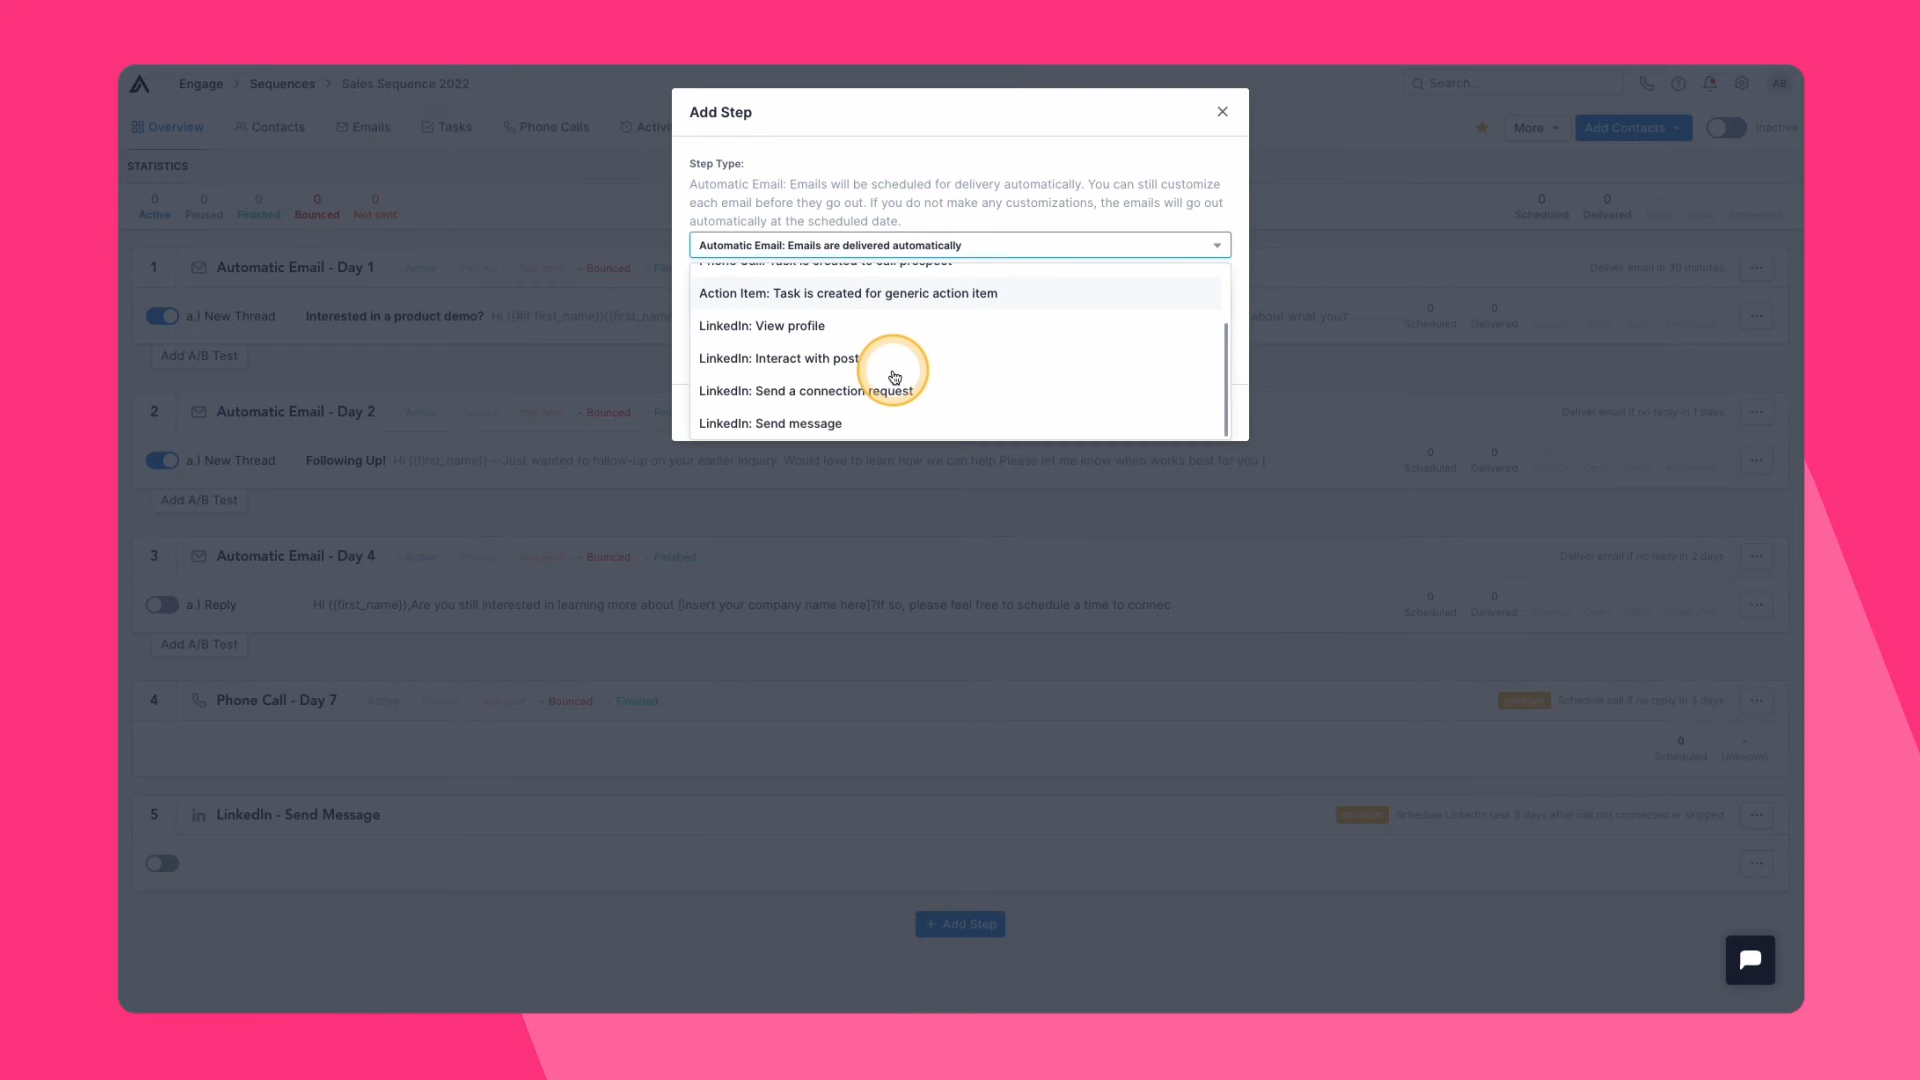 Engage > Sequences > Sales Sequence 2022
Search...
AB
Overview
Contacts
Emails
Tasks
Phone Calls
Activi
More
Add Contacts
Inactive
STATISTICS
0 0 0 0 0
Active Paused Finished Bounced Not sent
0 0
Scheduled Delivered
Add Step
Step Type:
Automatic Email: Emails will be scheduled for delivery automatically. You can still customize
each email before they go out. If you do not make any customizations, the emails will go out
automatically at the scheduled date.
Automatic Email: Emails are delivered automatically
Phone Call: Task is created to call prospect
Action Item: Task is created for generic action item
LinkedIn: View profile
LinkedIn: Interact with post
LinkedIn: Send a connection request
LinkedIn: Send message
1 Automatic Email - Day 1 Active Not sent - Bounced - Fin
Deliver email in 30 minutes
a.) New Thread Interested in a product demo? Hi {{#if first_name}}{{first_name
about what you'r
0 0
Scheduled Delivered
Add A/B Test
2 Automatic Email - Day 2 - Active Not sent - Bounced - Fin
Deliver email if no reply in 1 days
a.) New Thread Following Up! Hi {{first_name}} --Just wanted to follow-up on your earlier inquiry. Would love to learn how we can help.Please let me know when works best for you [
0 0
Scheduled Delivered
Add A/B Test
3 Automatic Email - Day 4 - Active - Not sent - Bounced - Finished
Deliver email if no reply in 2 days
a.) Reply Hi {{first_name}},Are you still interested in learning more about [insert your company name here]?If so, please feel free to schedule a time to connec
0 0
Scheduled Delivered
Add A/B Test
4 Phone Call - Day 7 Active Not sent - Bounced - Finished
medium Schedule call if no reply in 3 days
0 -
Scheduled Unknown
5 in LinkedIn - Send Message
medium Schedule LinkedIn task 3 days after call not connected or skipped
+ Add Step